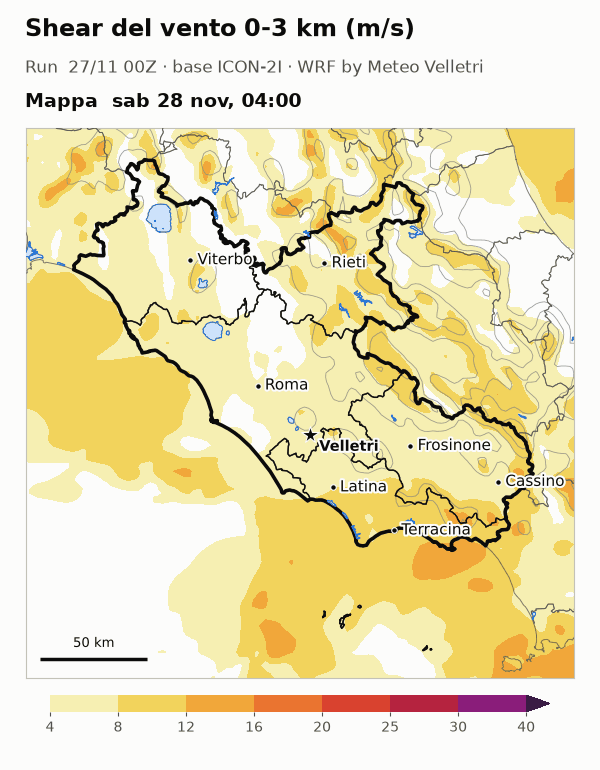 Shear del vento 0-3 km (m/s)
Run  27/11 00Z · base ICON-2I · WRF by Meteo Velletri
Mappa  sab 28 nov, 04:00
Viterbo
Rieti
Roma
Velletri
Frosinone
Latina
Cassino
Terracina
50 km
4 8 12 16 20 25 30 40